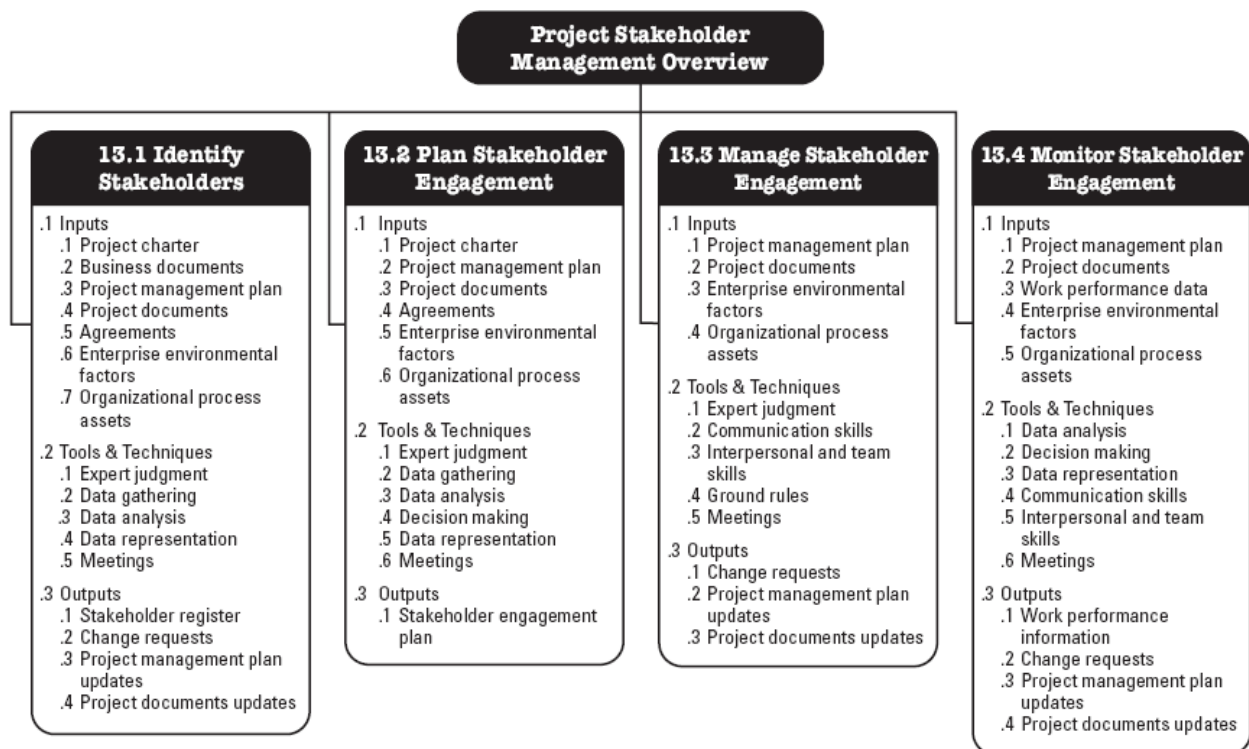 Project Stakeholder
Management Overview
13.1 Identify
Stakeholders
.1 Inputs
.1 Project charter
.2 Business documents
.3 Project management plan
.4 Project documents
.5 Agreements
.6 Enterprise environmental
factors
.7 Organizational process
assets
.2 Tools & Techniques
.1 Expert judgment
.2 Data gathering
.3 Data analysis
.4 Data representation
.5 Meetings
.3 Outputs
.1 Stakeholder register
.2 Change requests
.3 Project management plan
updates
.4 Project documents updates
13.2 Plan Stakeholder
Engagement
.1 Inputs
.1 Project charter
.2 Project management plan
.3 Project documents
.4 Agreements
.5 Enterprise environmental
factors
.6 Organizational process
assets
.2 Tools & Techniques
.1 Expert judgment
.2 Data gathering
.3 Data analysis
.4 Decision making
.5 Data representation
.6 Meetings
.3 Outputs
.1 Stakeholder engagement
plan
13.3 Manage Stakeholder
Engagement
.1 Inputs
.1 Project management plan
.2 Project documents
.3 Enterprise environmental
factors
.4 Organizational process
assets
.2 Tools & Techniques
.1 Expert judgment
.2 Communication skills
.3 Interpersonal and team
skills
.4 Ground rules
.5 Meetings
.3 Outputs
.1 Change requests
.2 Project management plan
updates
.3 Project documents updates
13.4 Monitor Stakeholder
Engagement
.1 Inputs
.1 Project management plan
.2 Project documents
.3 Work performance data
.4 Enterprise environmental
factors
.5 Organizational process
assets
.2 Tools & Techniques
.1 Data analysis
.2 Decision making
.3 Data representation
.4 Communication skills
.5 Interpersonal and team
skills
.6 Meetings
.3 Outputs
.1 Work performance
information
.2 Change requests
.3 Project management plan
updates
.4 Project documents updates